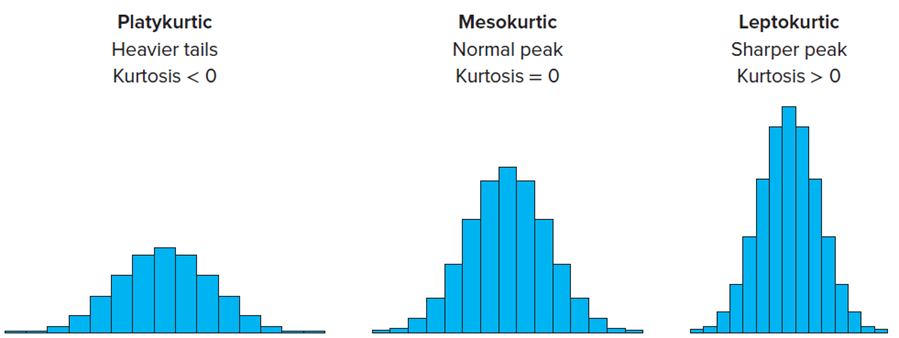 Platykurtic
Heavier tails
Kurtosis < 0
Mesokurtic
Normal peak
Kurtosis = 0
Leptokurtic
Sharper peak
Kurtosis > 0